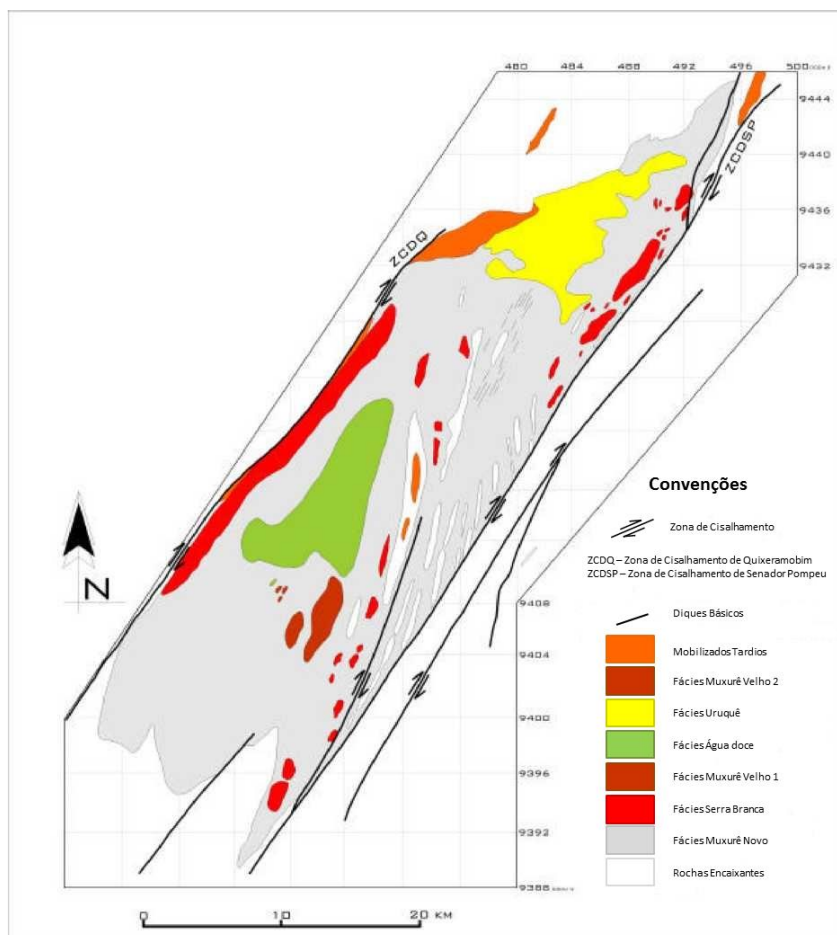 480 484 488 492 496 500
9444
9440
9436
9432
ZCDSP
ZCDQ
N
Convenções
Zona de Cisalhamento
ZCDQ – Zona de Cisalhamento de Quixeramobim
ZCDSP – Zona de Cisalhamento de Senador Pompeu
Diques Básicos
Mobilizados Tardios
Fácies Muxurê Velho 2
Fácies Uruquê
Fácies Água doce
Fácies Muxurê Velho 1
Fácies Serra Branca
Fácies Muxurê Novo
Rochas Encaixantes
9408
9404
9400
9396
9392
9388
0 10 20 KM